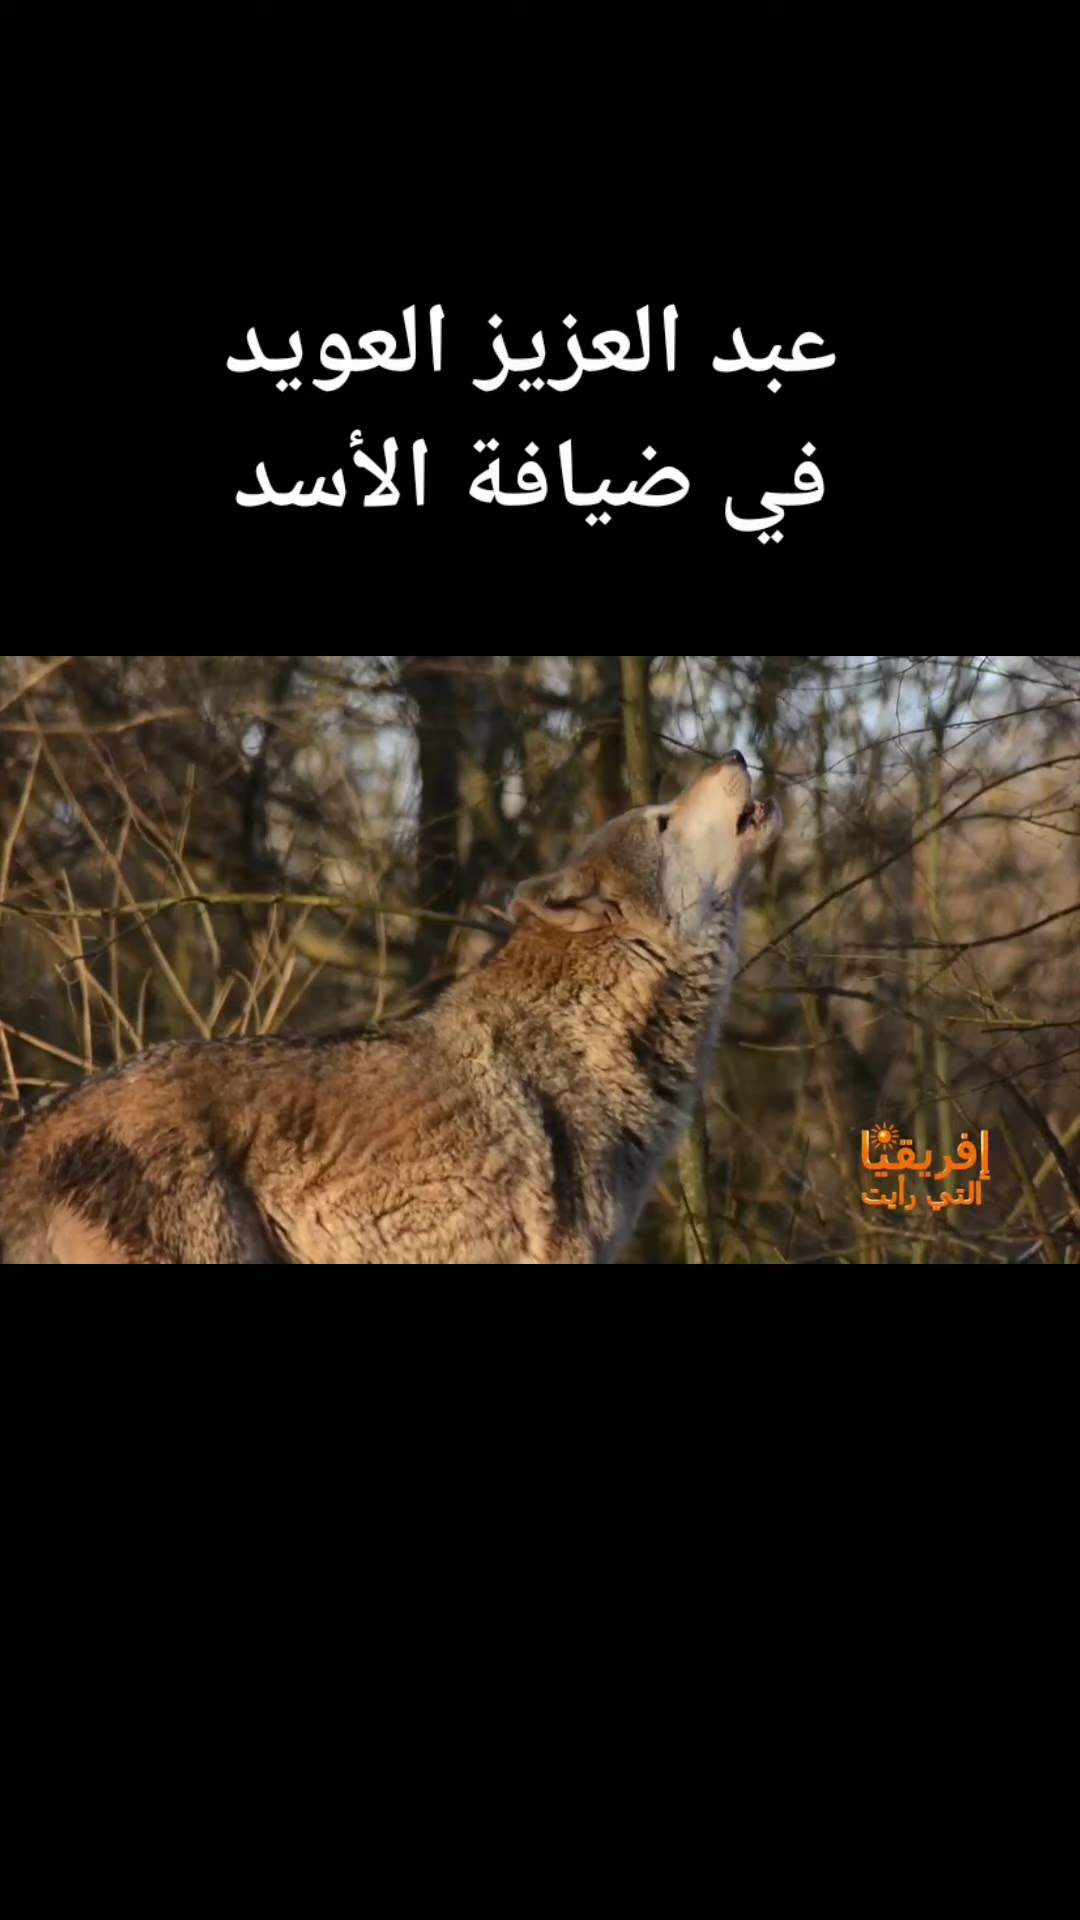 عبد العزيز العويد
في ضيافة الأسد
إفريقيا
التي رأيت